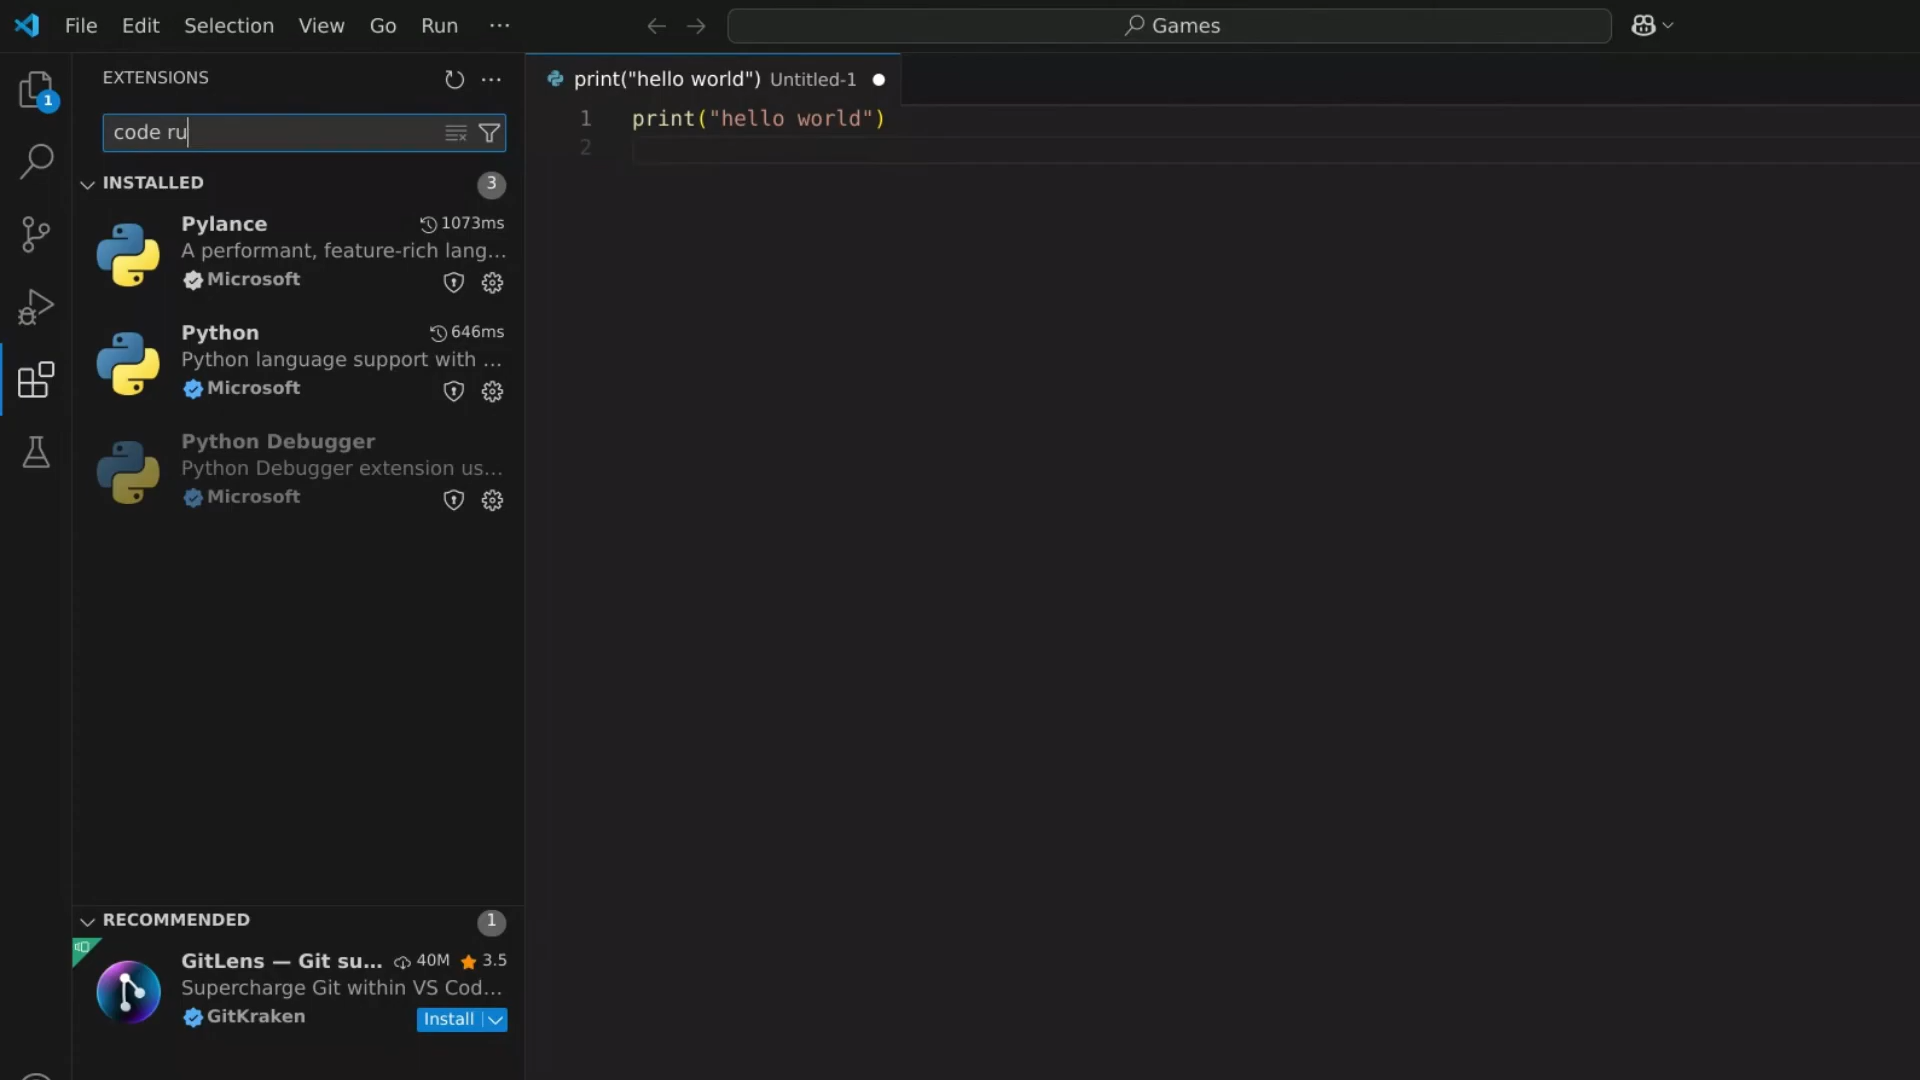 File Edit Selection View Go Run ···
Games
EXTENSIONS
1
code ru
INSTALLED 3
Pylance 1073ms
A performant, feature-rich lang...
Microsoft
Python 646ms
Python language support with ...
Microsoft
Python Debugger
Python Debugger extension us...
Microsoft
RECOMMENDED 1
GitLens — Git su... 40M 3.5
Supercharge Git within VS Cod...
GitKraken Install
print("hello world") Untitled-1
1 print("hello world")
2